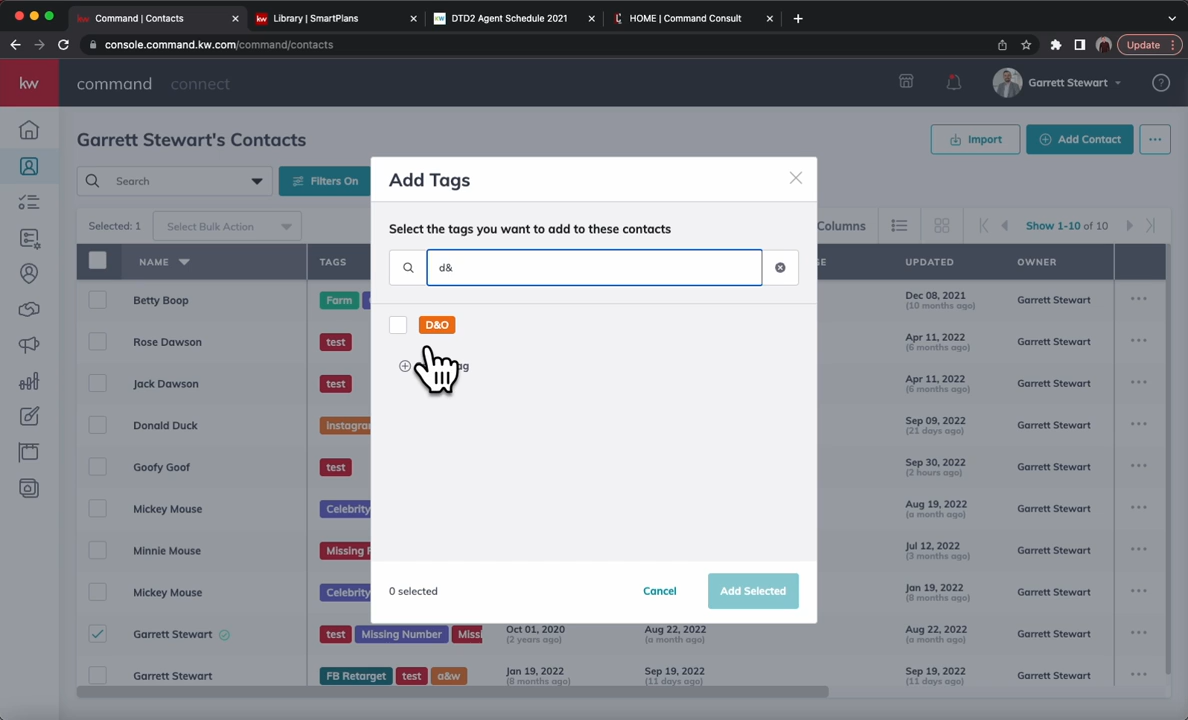 Command | Contacts
Library | SmartPlans
DTD2 Agent Schedule 2021
HOME | Command Consult
console.command.kw.com/command/contacts
Update
kw
command
connect
Garrett Stewart
Garrett Stewart's Contacts
Import
Add Contact
Search
Filters On
Selected: 1
Select Bulk Action
Columns
Show 1-10 of 10
NAME
TAGS
UPDATED
OWNER
Betty Boop
Farm
Dec 08, 2021
(10 months ago)
Garrett Stewart
Rose Dawson
test
Apr 11, 2022
(6 months ago)
Garrett Stewart
Jack Dawson
test
Apr 11, 2022
(6 months ago)
Garrett Stewart
Donald Duck
Sep 09, 2022
(21 days ago)
Garrett Stewart
Goofy Goof
test
Sep 30, 2022
(2 hours ago)
Garrett Stewart
Mickey Mouse
Celebrity
Aug 19, 2022
(a month ago)
Garrett Stewart
Minnie Mouse
Missing
Jul 12, 2022
(3 months ago)
Garrett Stewart
Mickey Mouse
Celebrity
Jan 19, 2022
(8 months ago)
Garrett Stewart
Garrett Stewart
test
Missing Number
Oct 01, 2020
(2 years ago)
Aug 22, 2022
(a month ago)
Aug 22, 2022
(a month ago)
Garrett Stewart
Garrett Stewart
FB Retarget
test
a&w
Jan 19, 2022
(8 months ago)
Sep 19, 2022
(11 days ago)
Sep 19, 2022
(11 days ago)
Garrett Stewart
Add Tags
Select the tags you want to add to these contacts
d&
D&O
0 selected
Cancel
Add Selected